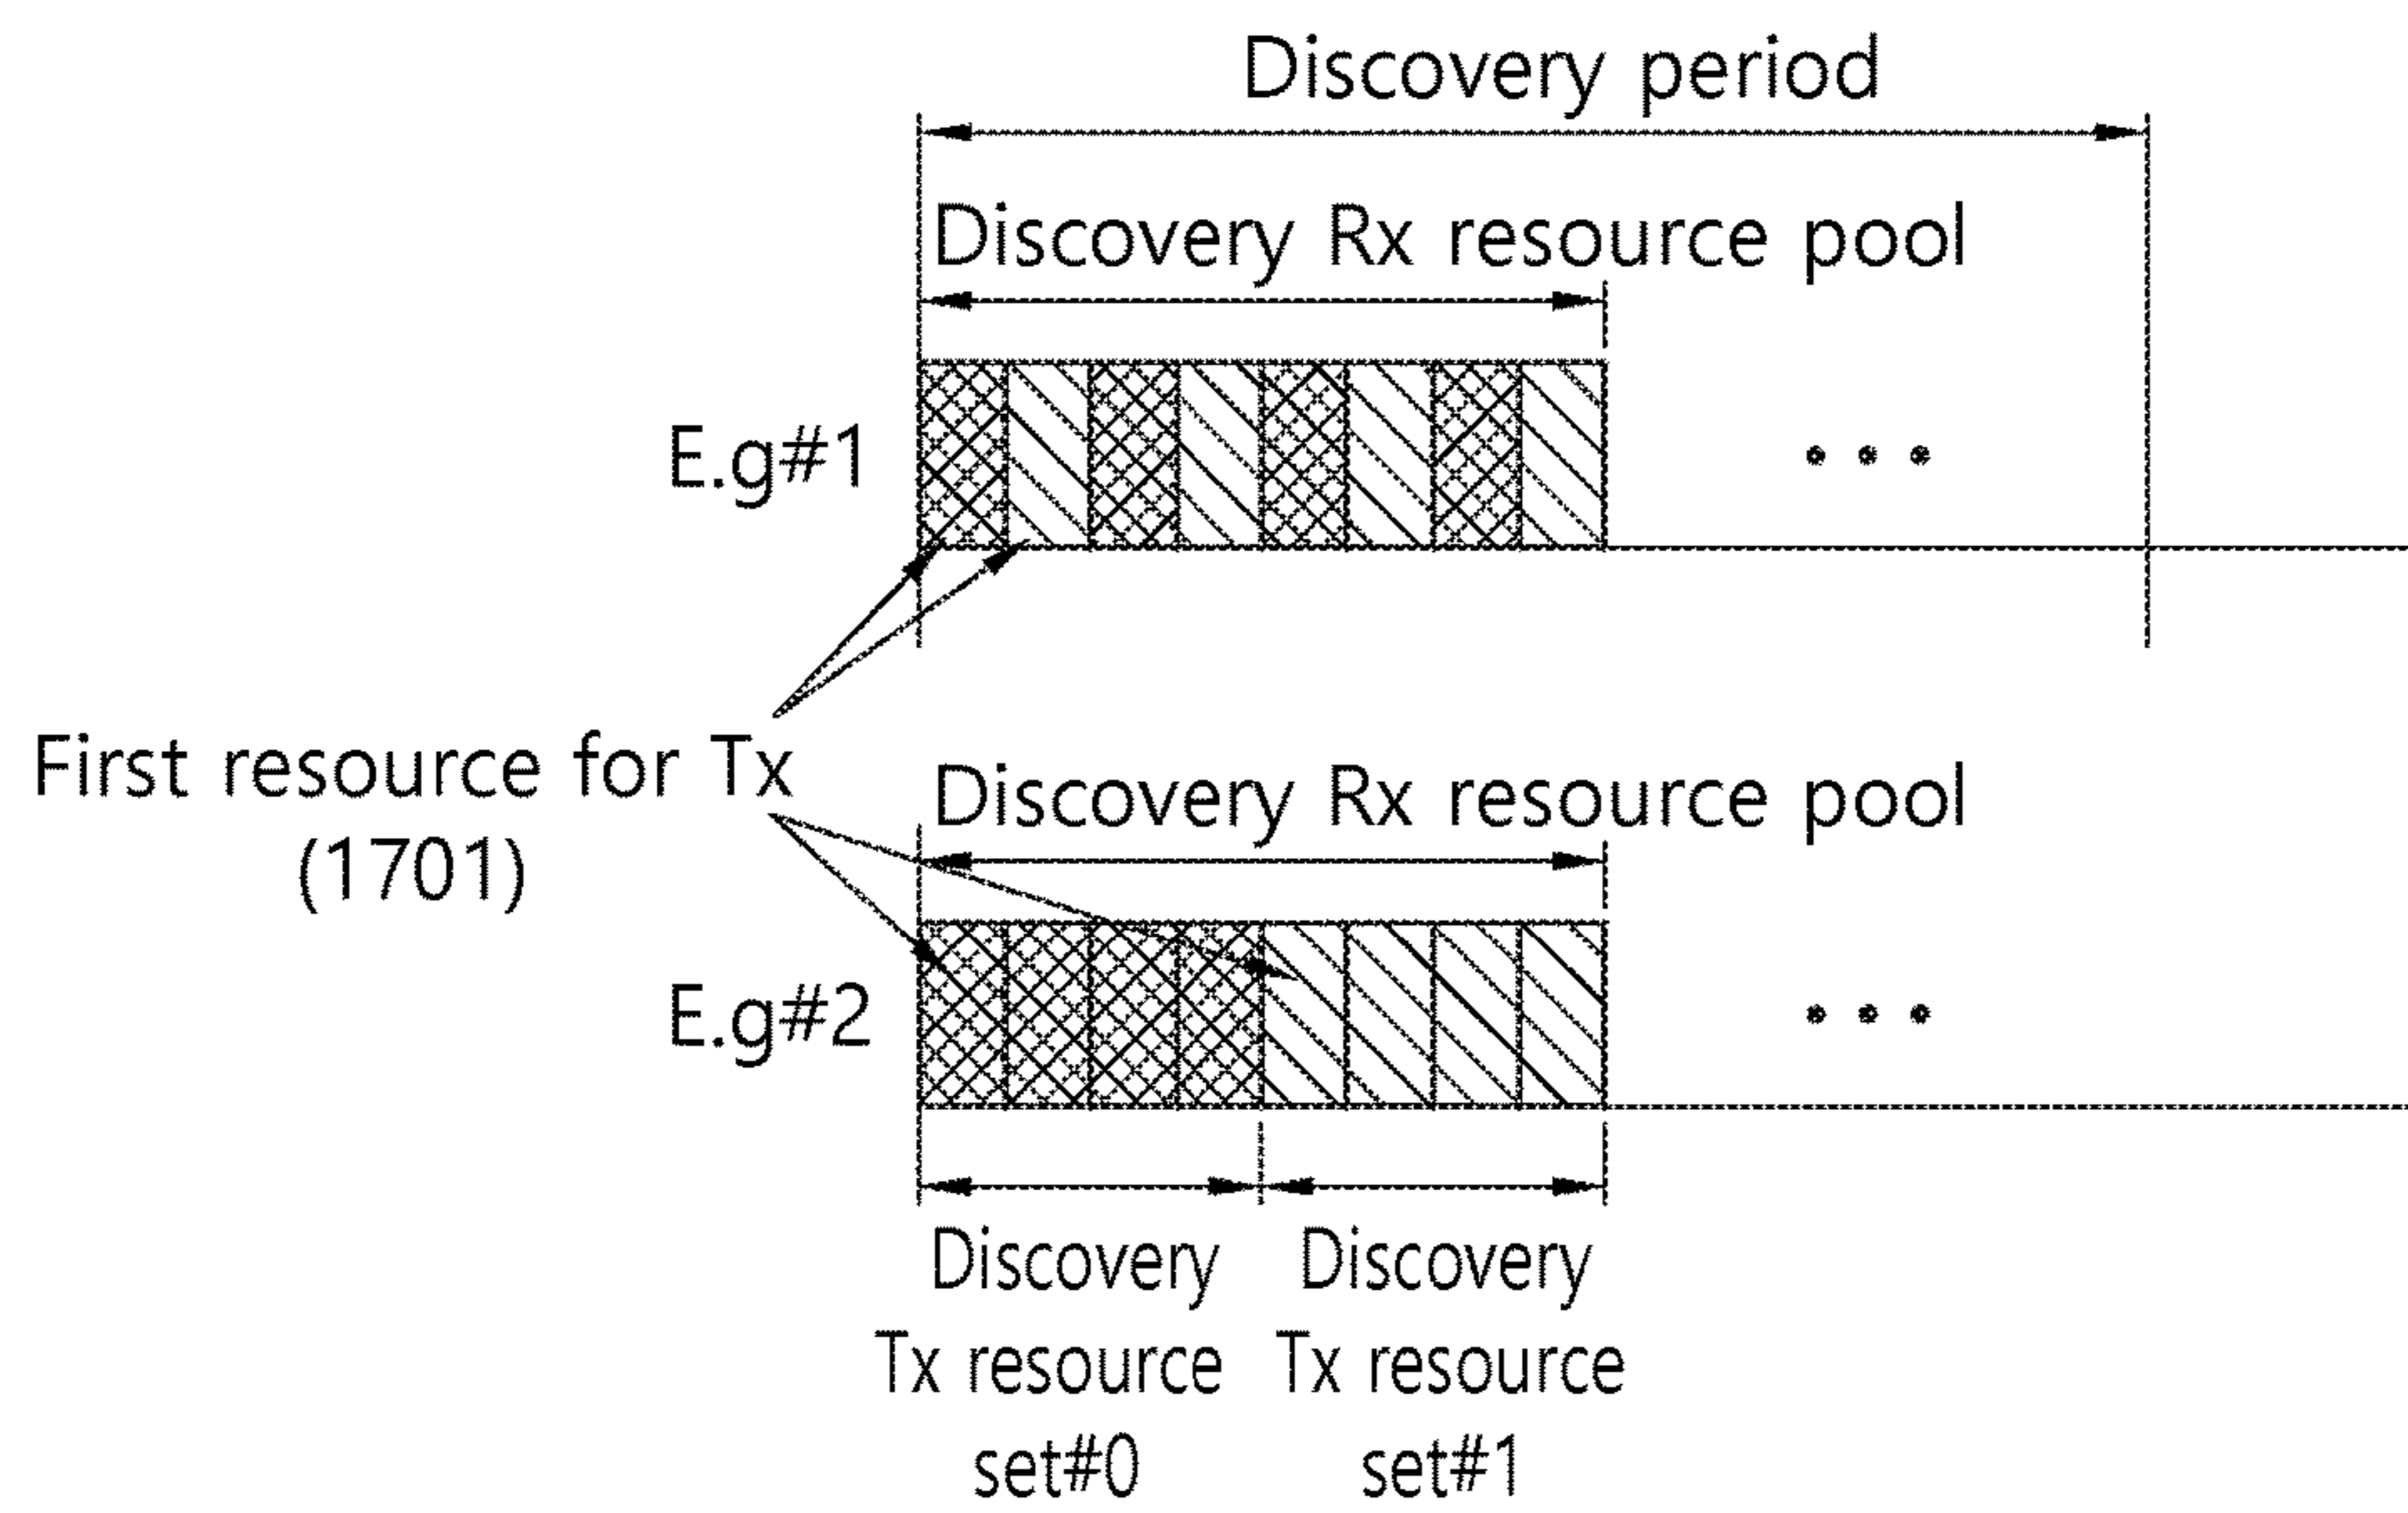 Discovery period
Discovery Rx resource pool
E.g#1
First resource for Tx
(1701)
Discovery Rx resource pool
E.g#2
Discovery
Tx resource
set#0
Discovery
Tx resource
set#1